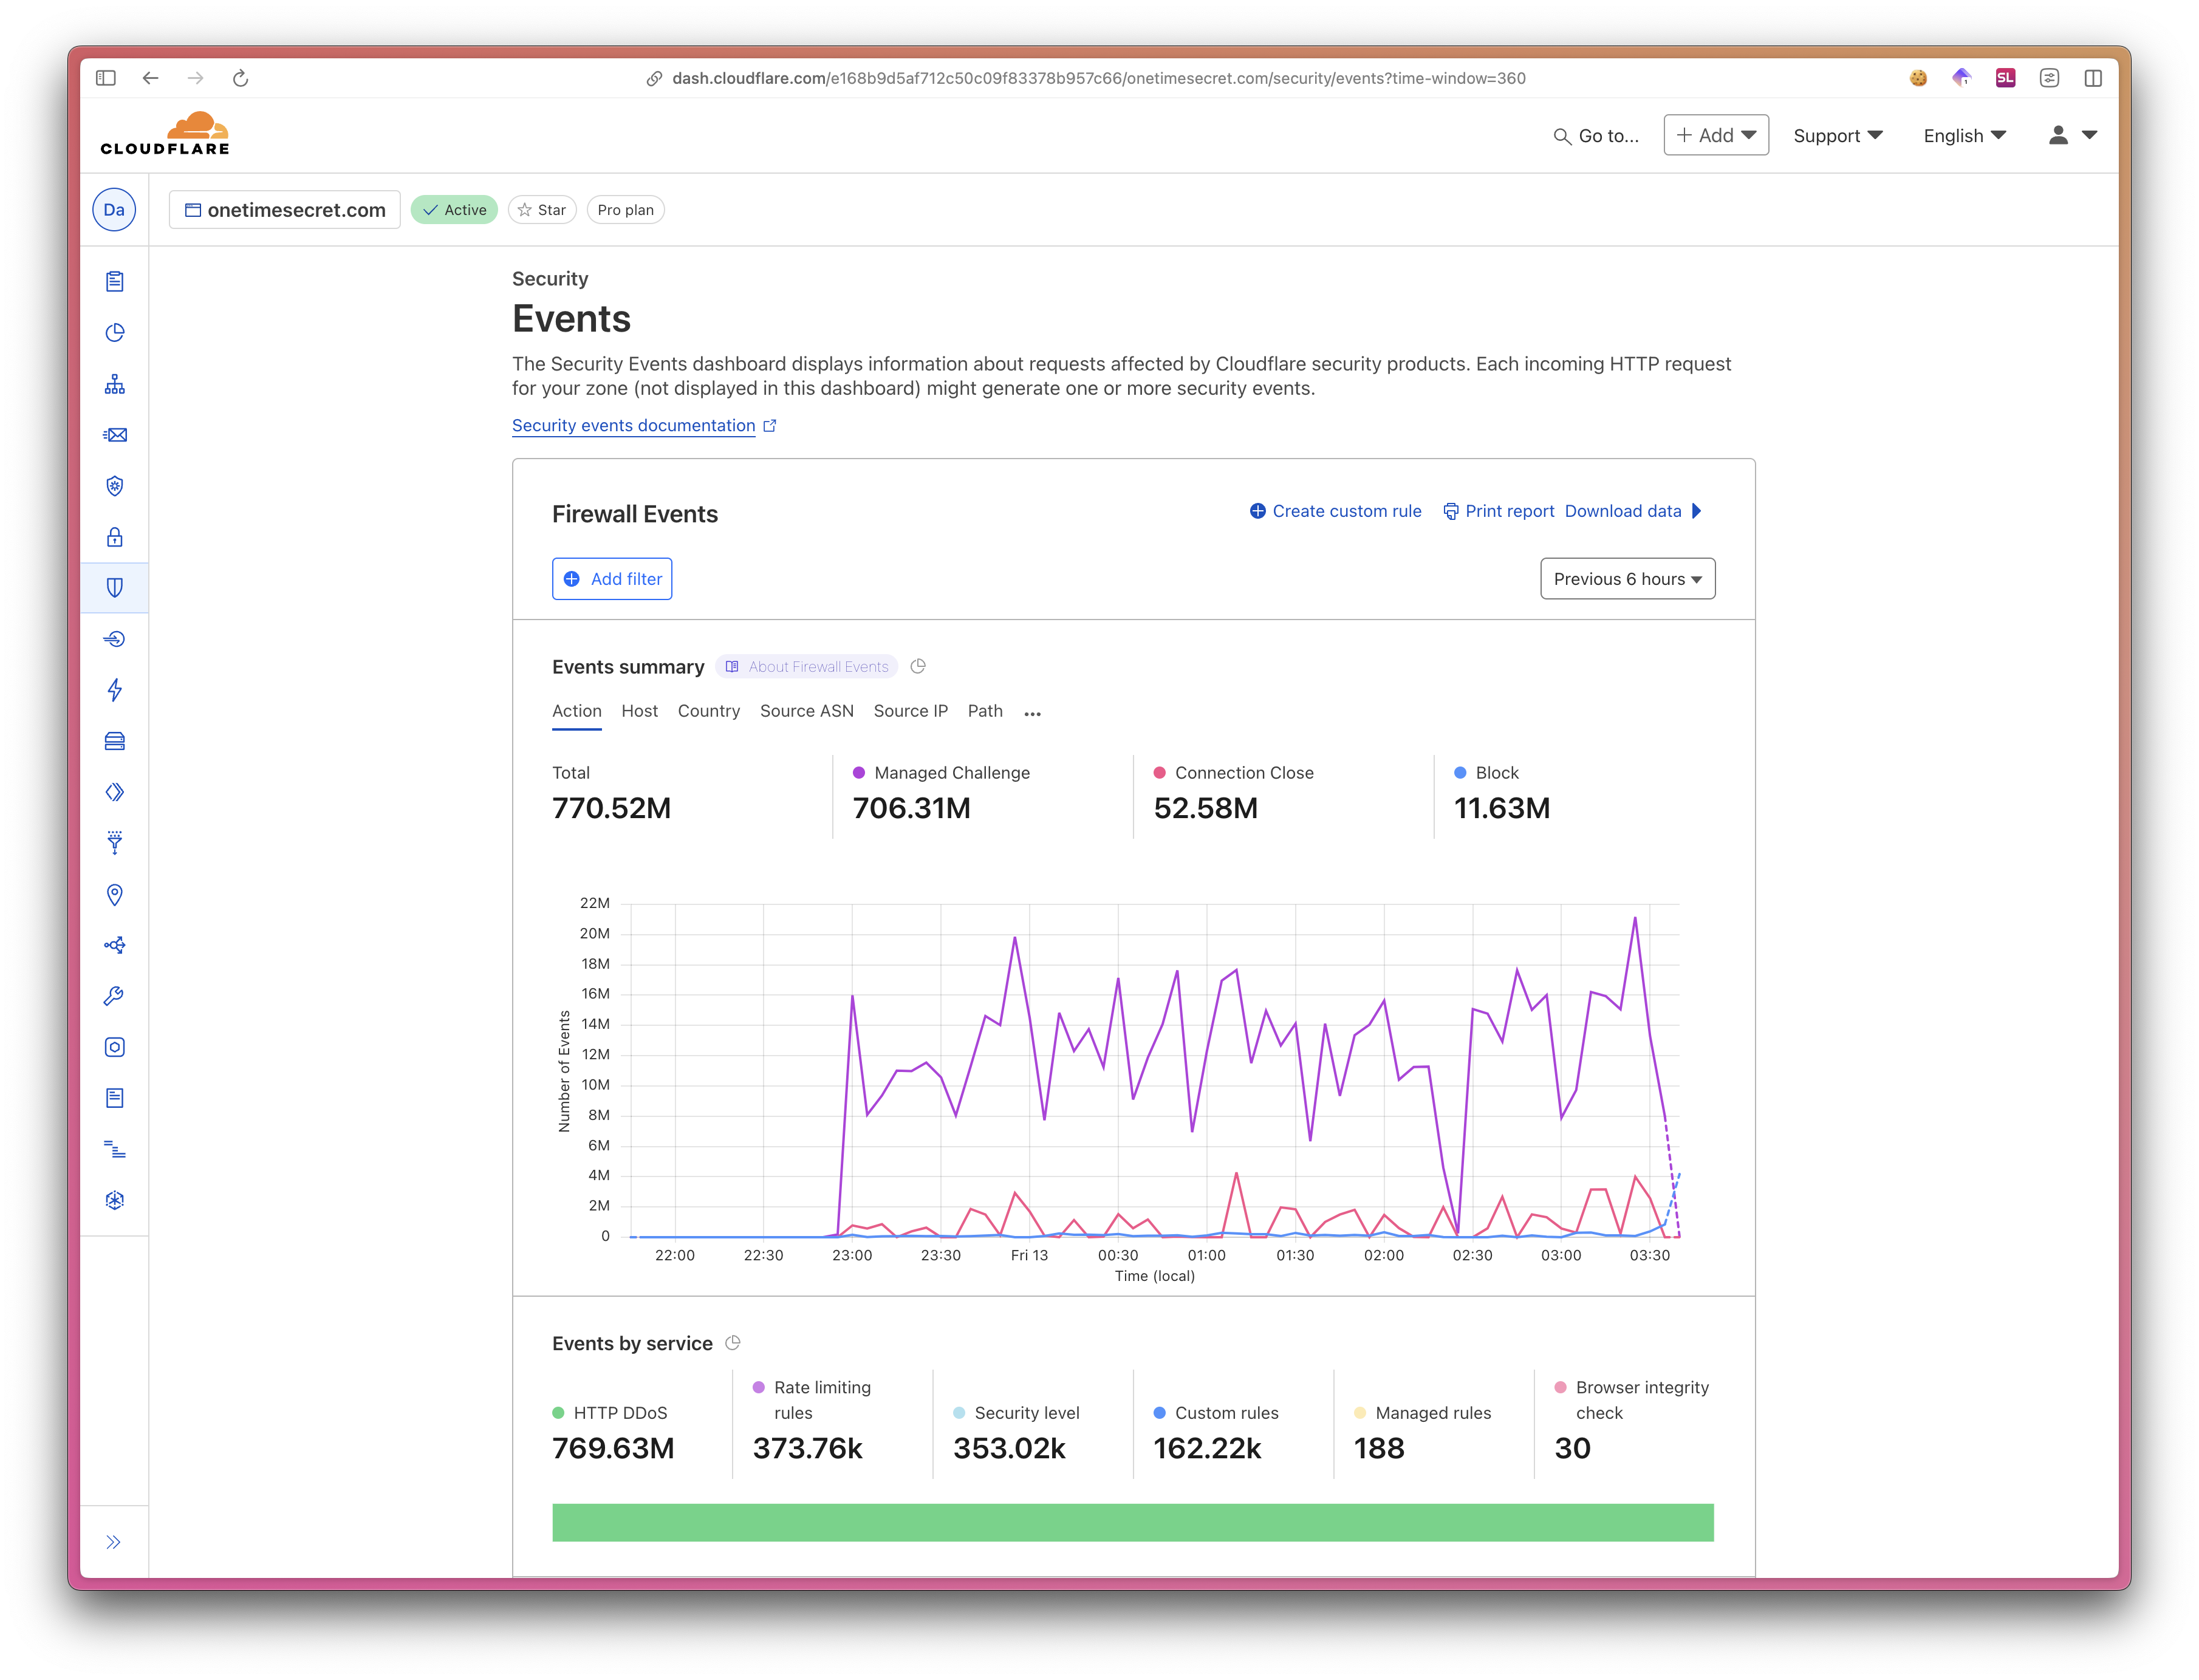 dash.cloudflare.com/e168b9d5af712c50c09f83378b957c66/onetimesecret.com/security/events?time-window=360
1
SL
CLOUDFLARE
Go to...
Add
Support
English
Da
onetimesecret.com
Active
Star
Pro plan
Security
Events
The Security Events dashboard displays information about requests affected by Cloudflare security products. Each incoming HTTP request
for your zone (not displayed in this dashboard) might generate one or more security events.
Security events documentation
Firewall Events
Create custom rule
Print report
Download data
Add filter
Previous 6 hours
Events summary
About Firewall Events
Action
Host
Country
Source ASN
Source IP
Path
...
Total
770.52M
Managed Challenge
706.31M
Connection Close
52.58M
Block
11.63M
Number of Events
22M
20M
18M
16M
14M
12M
10M
8M
6M
4M
2M
0
22:00
22:30
23:00
23:30
Fri 13
00:30
01:00
01:30
02:00
02:30
03:00
03:30
Time (local)
Events by service
HTTP DDoS
769.63M
Rate limiting
rules
373.76k
Security level
353.02k
Custom rules
162.22k
Managed rules
188
Browser integrity
check
30